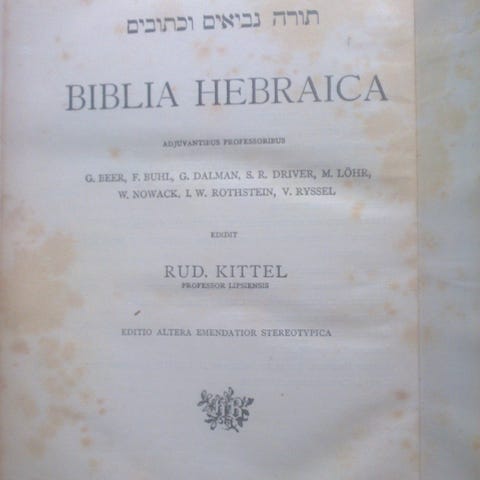 תורה נביאים וכתובים
BIBLIA HEBRAICA
ADJUVANTIBUS PROFESSORIBUS
G. BEER, F. BUHL, G. DALMAN, S. R. DRIVER, M. LÖHR,
W. NOWACK, I. W. ROTHSTEIN, V. RYSSEL
EDIDIT
RUD. KITTEL
PROFESSOR LIPSIENSIS
EDITIO ALTERA EMENDATIOR STEREOTYPICA